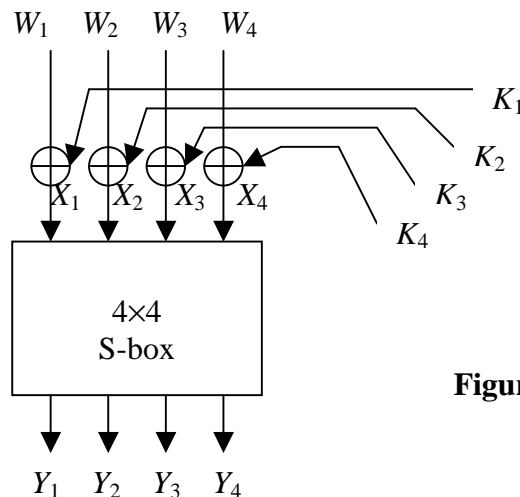 W1 W2 W3 W4
K1
K2
X1 X2 X3 X4
K3
K4
4×4
S-box
Figur
Y1 Y2 Y3 Y4